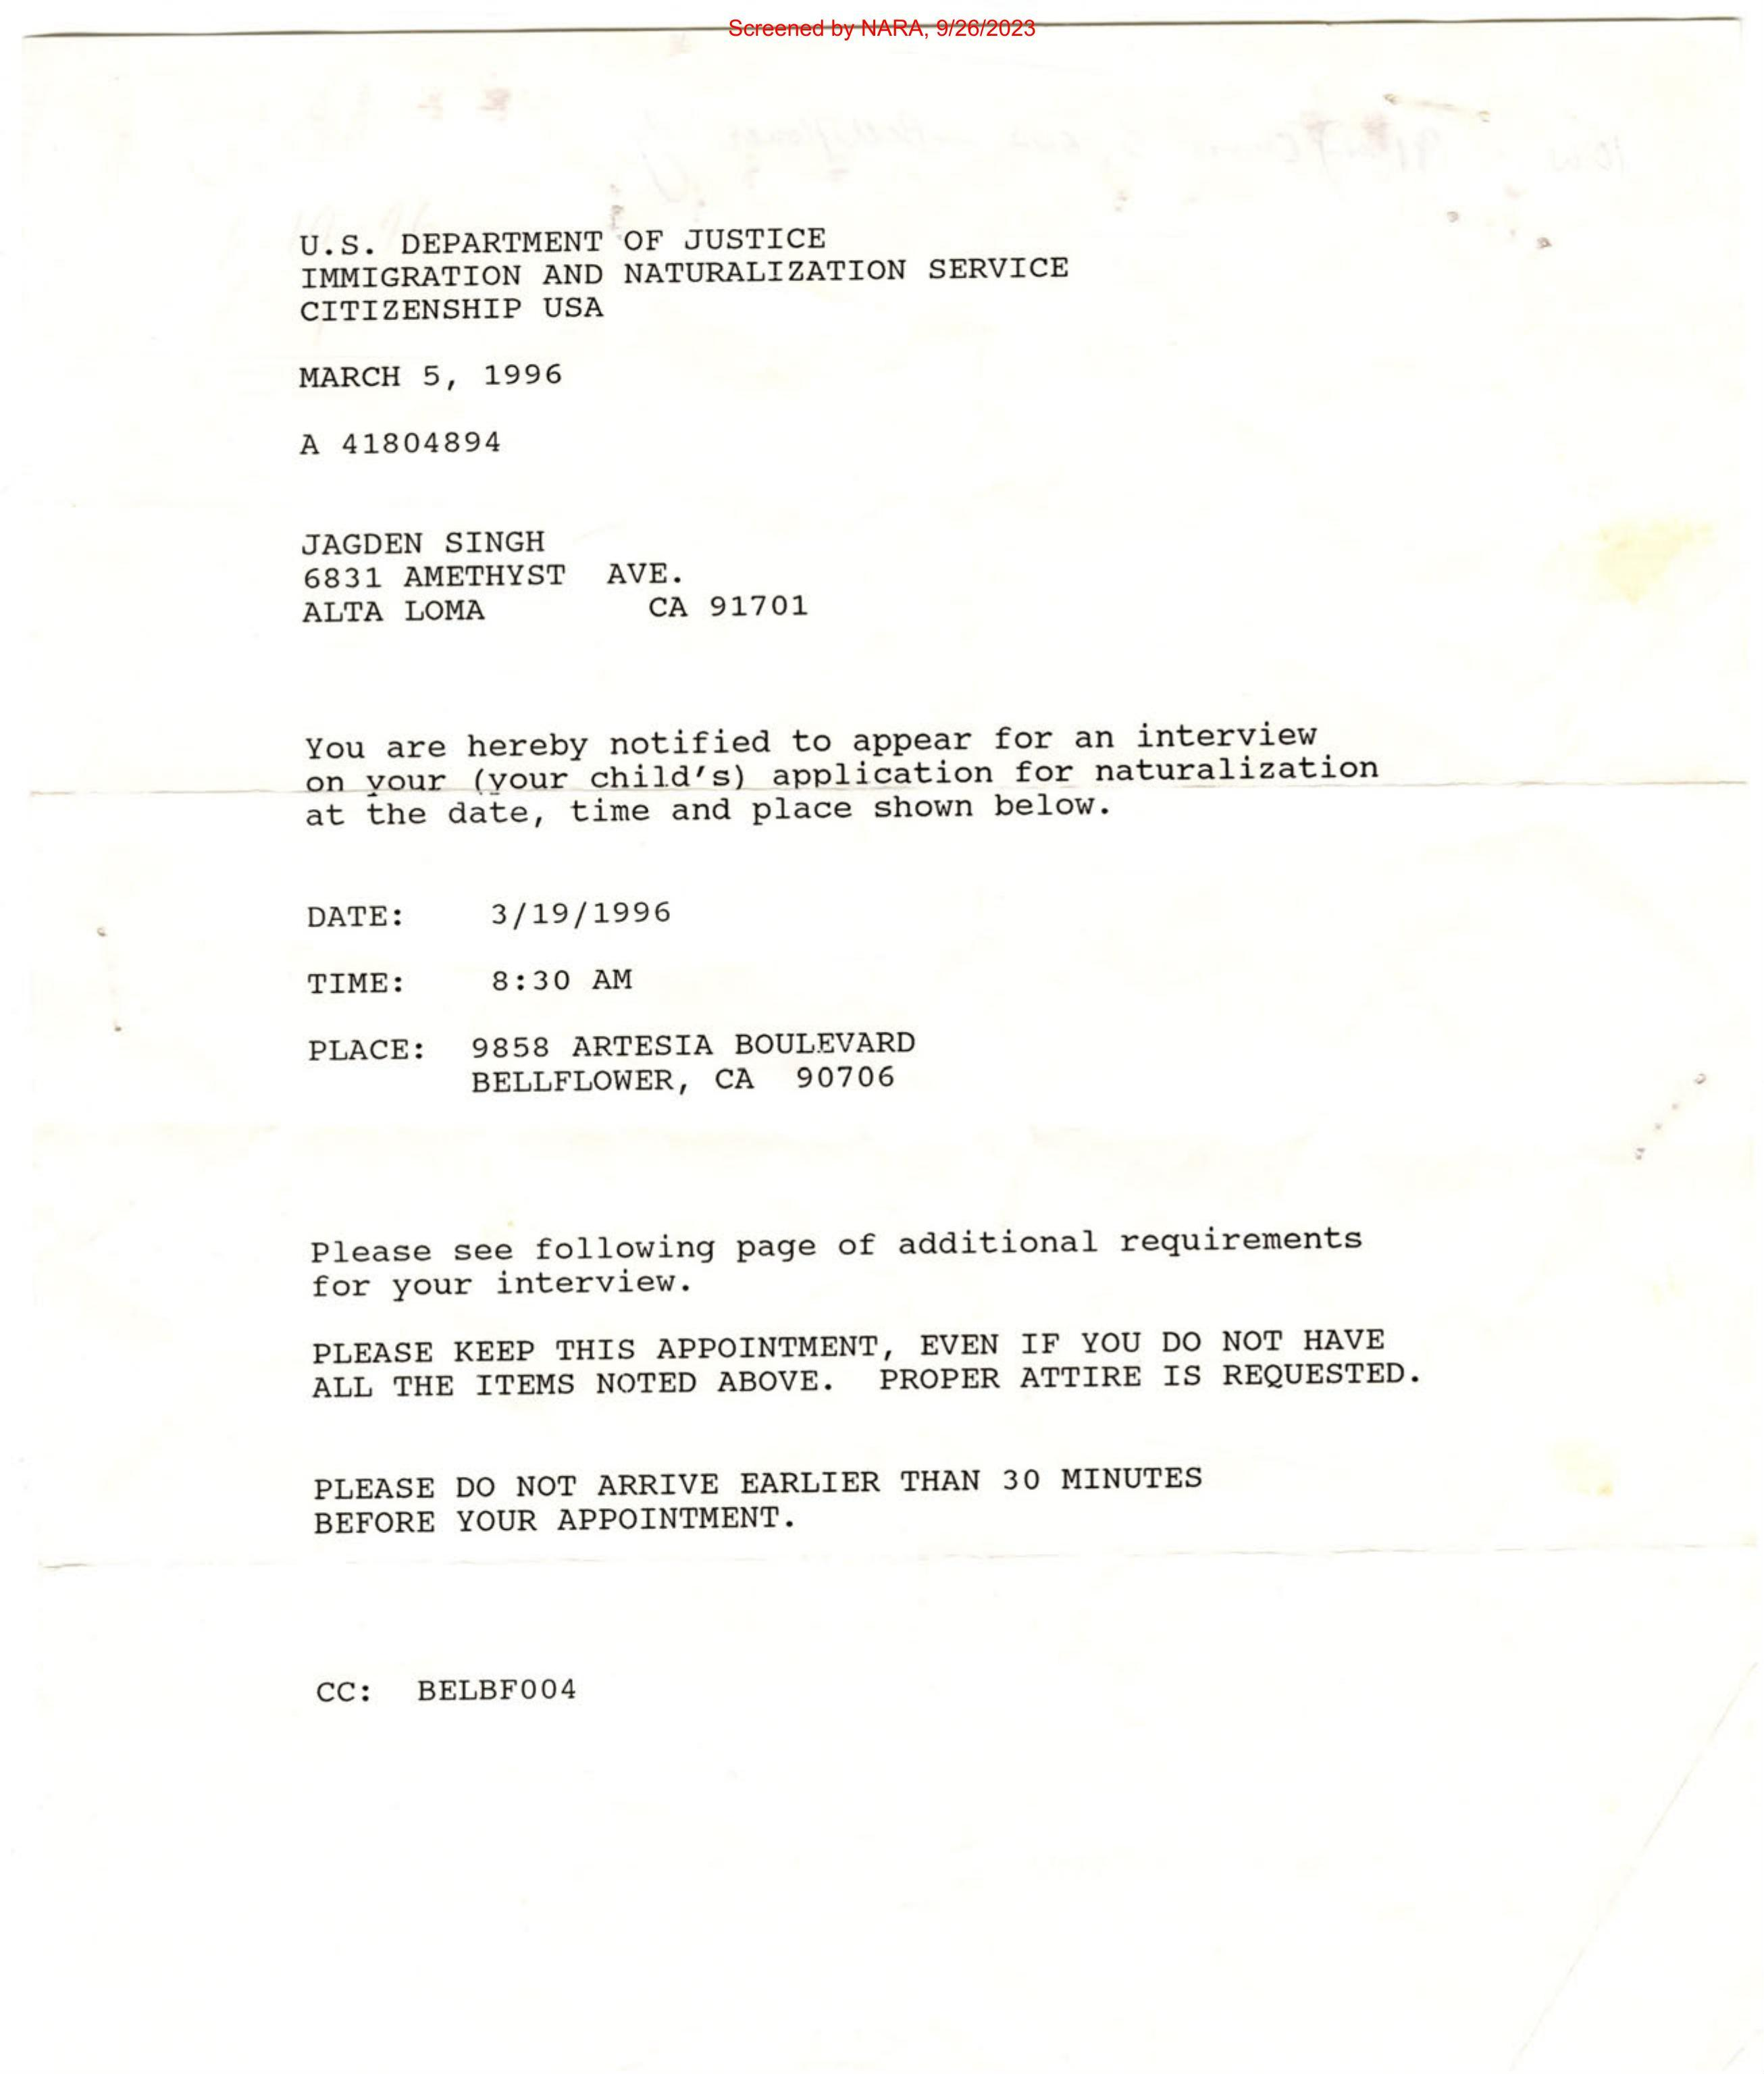 Screened by NARA, 9/26/2023
U.S. DEPARTMENT OF JUSTICE
IMMIGRATION AND NATURALIZATION SERVICE
CITIZENSHIP USA
MARCH 5, 1996
A 41804894
JAGDEN SINGH
6831 AMETHYST AVE.
ALTA LOMA CA 91701
You are hereby notified to appear for an interview
on your (your child's) application for naturalization
at the date, time and place shown below.
DATE: 3/19/1996
TIME: 8:30 AM
PLACE: 9858 ARTESIA BOULEVARD
BELLFLOWER, CA 90706
Please see following page of additional requirements
for your interview.
PLEASE KEEP THIS APPOINTMENT, EVEN IF YOU DO NOT HAVE
ALL THE ITEMS NOTED ABOVE. PROPER ATTIRE IS REQUESTED.
PLEASE DO NOT ARRIVE EARLIER THAN 30 MINUTES
BEFORE YOUR APPOINTMENT.
CC: BELBF004